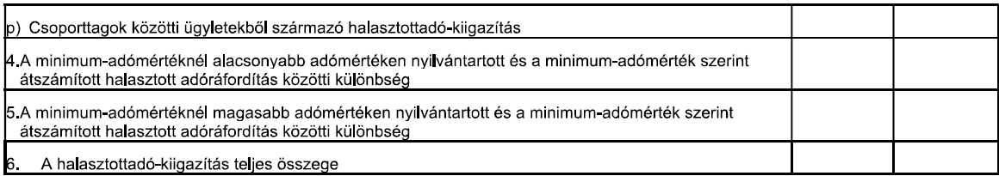 p) Csoporttagok közötti ügyletekből származó halasztottadó-kiigazítás
4.A minimum-adómértéknél alacsonyabb adómértéken nyilvántartott és a minimum-adómérték szerint
átszámított halasztott adóráfordítás közötti különbség
5.A minimum-adómértéknél magasabb adómértéken nyilvántartott és a minimum-adómérték szerint
átszámított halasztott adóráfordítás közötti különbség
6. A halasztottadó-kiigazítás teljes összege